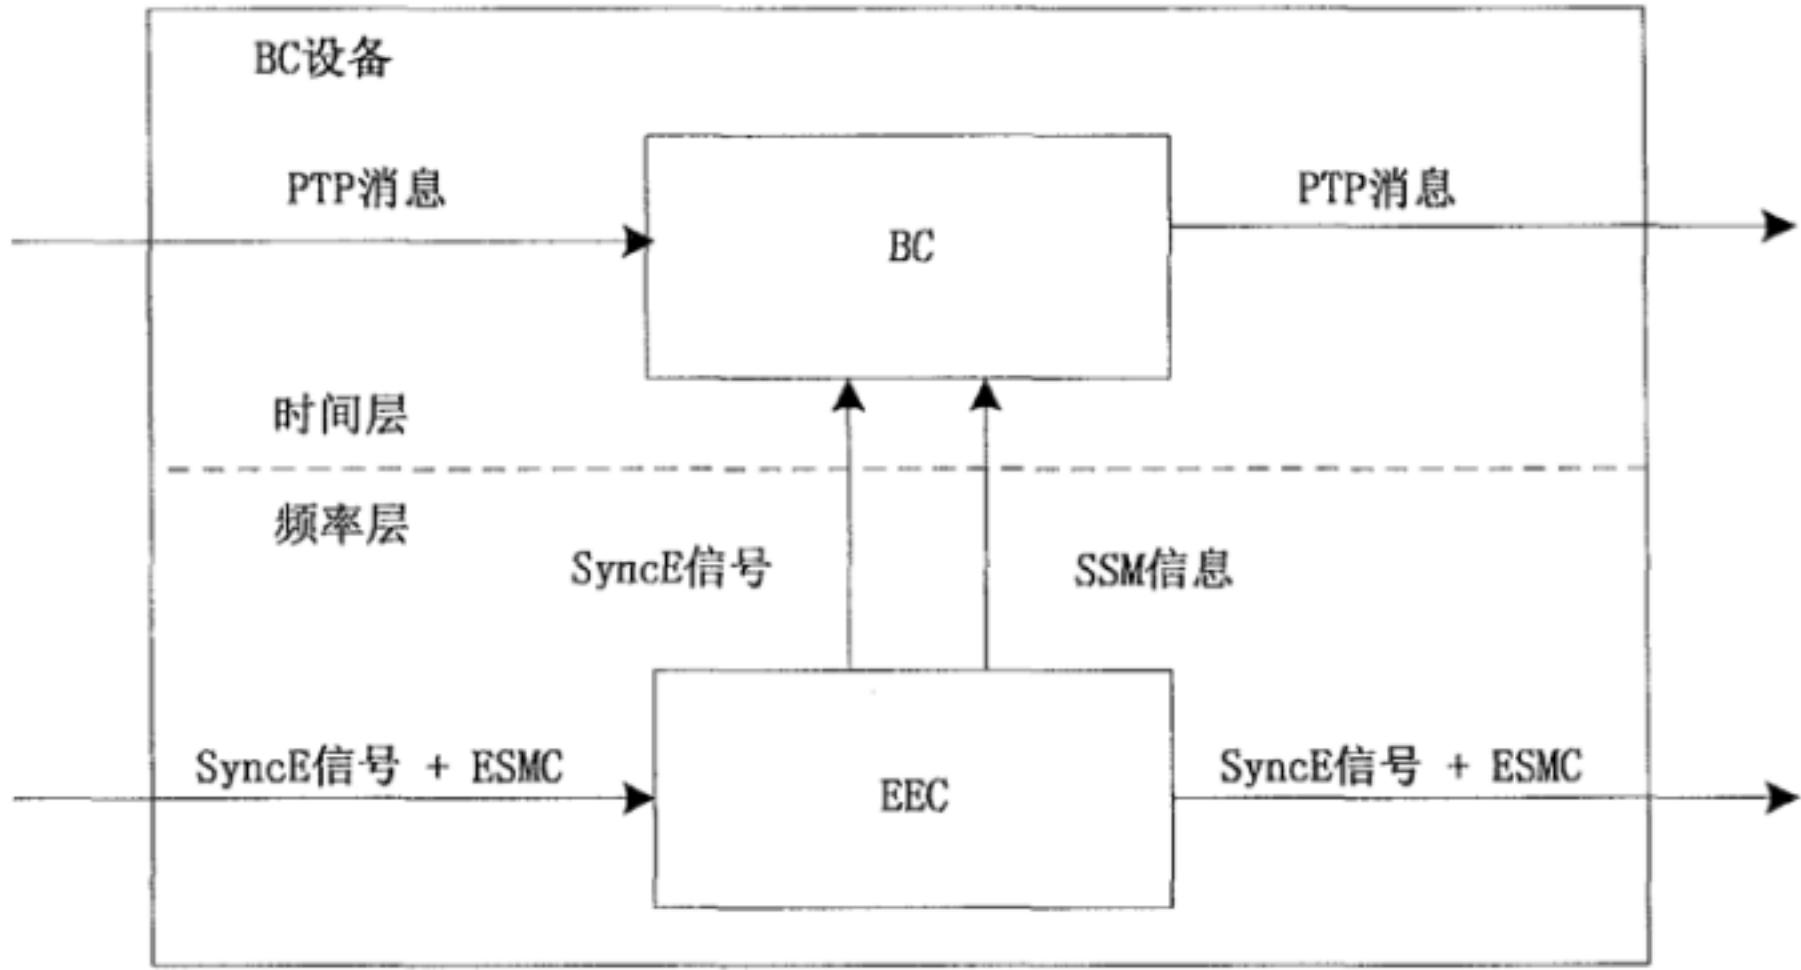 BC设备
PTP消息
PTP消息
BC
时间层
频率层
SyncE信号
SSM信息
SyncE信号 + ESMC
SyncE信号 + ESMC
EEC